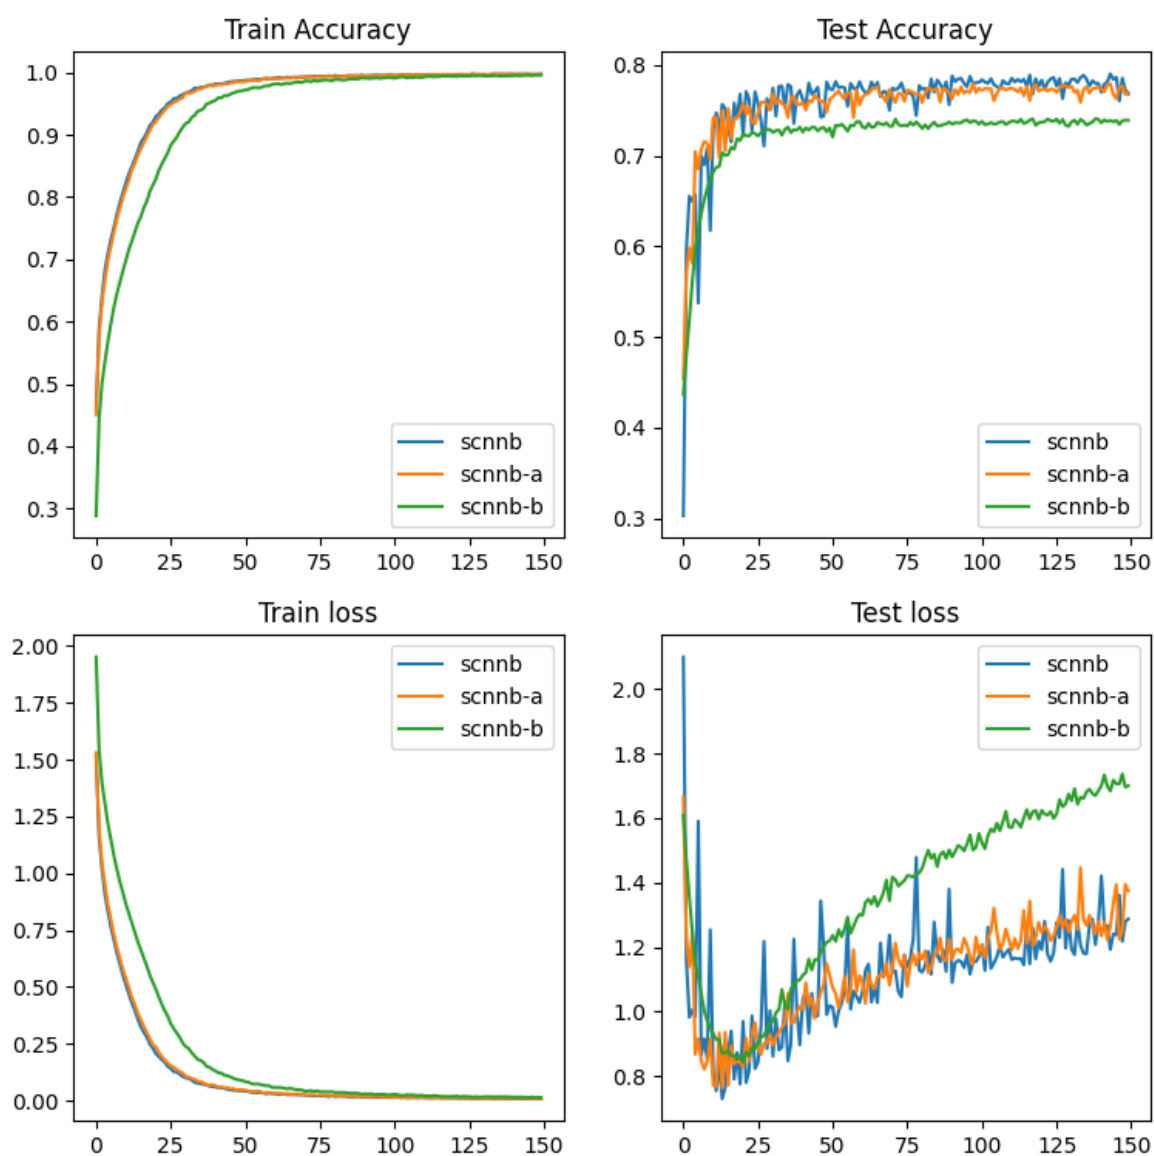 Train Accuracy
1.0
0.9
0.8
0.7
0.6
0.5
0.4
0.3
0 25 50 75 100 125 150
scnnb
scnnb-a
scnnb-b
Test Accuracy
0.8
0.7
0.6
0.5
0.4
0.3
0 25 50 75 100 125 150
scnnb
scnnb-a
scnnb-b
Train loss
2.00
1.75
1.50
1.25
1.00
0.75
0.50
0.25
0.00
0 25 50 75 100 125 150
scnnb
scnnb-a
scnnb-b
Test loss
2.0
1.8
1.6
1.4
1.2
1.0
0.8
0 25 50 75 100 125 150
scnnb
scnnb-a
scnnb-b